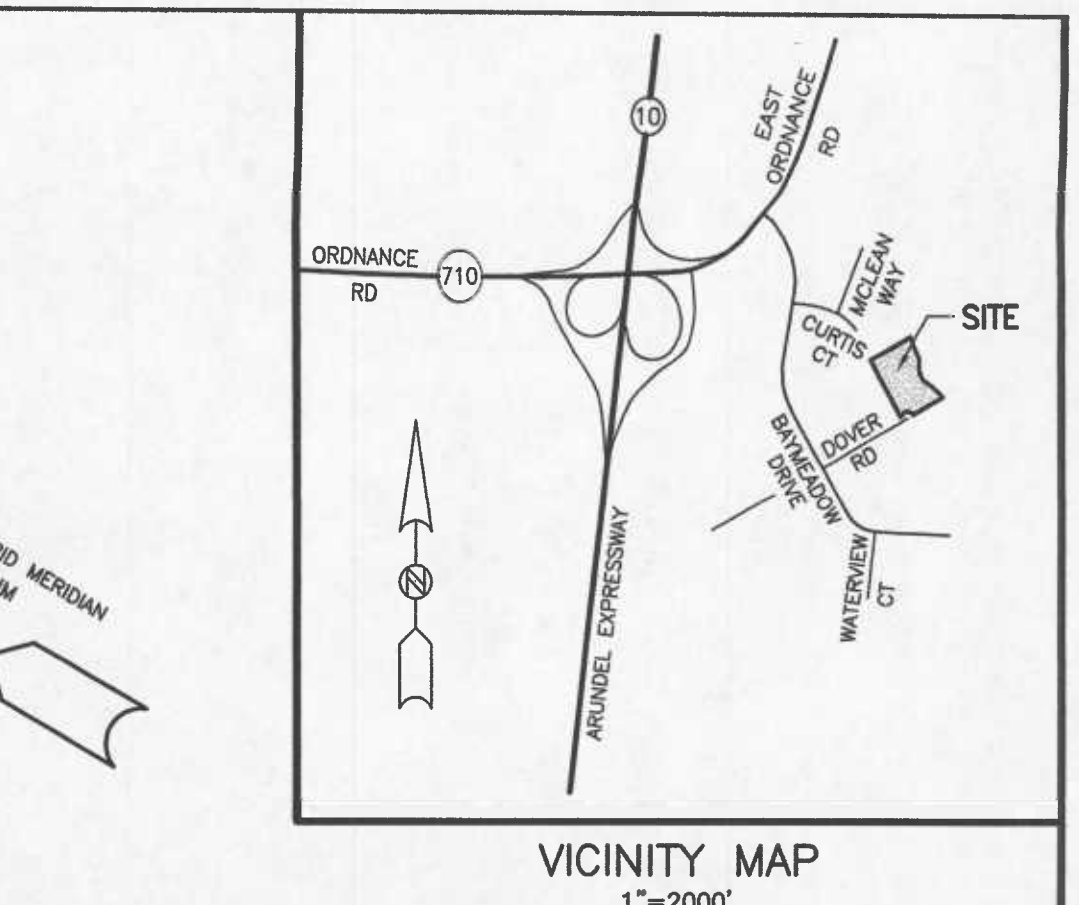 10
EAST
ORDNANCE
RD
ORDNANCE
710
RD
MCLEAN
WAY
SITE
CURTIS
CT
DOVER
RD
BAYMEADOW
DRIVE
WATERVIEW
CT
ARUNDEL EXPRESSWAY
N
MERIDIAN
VICINITY MAP
1"=2000'